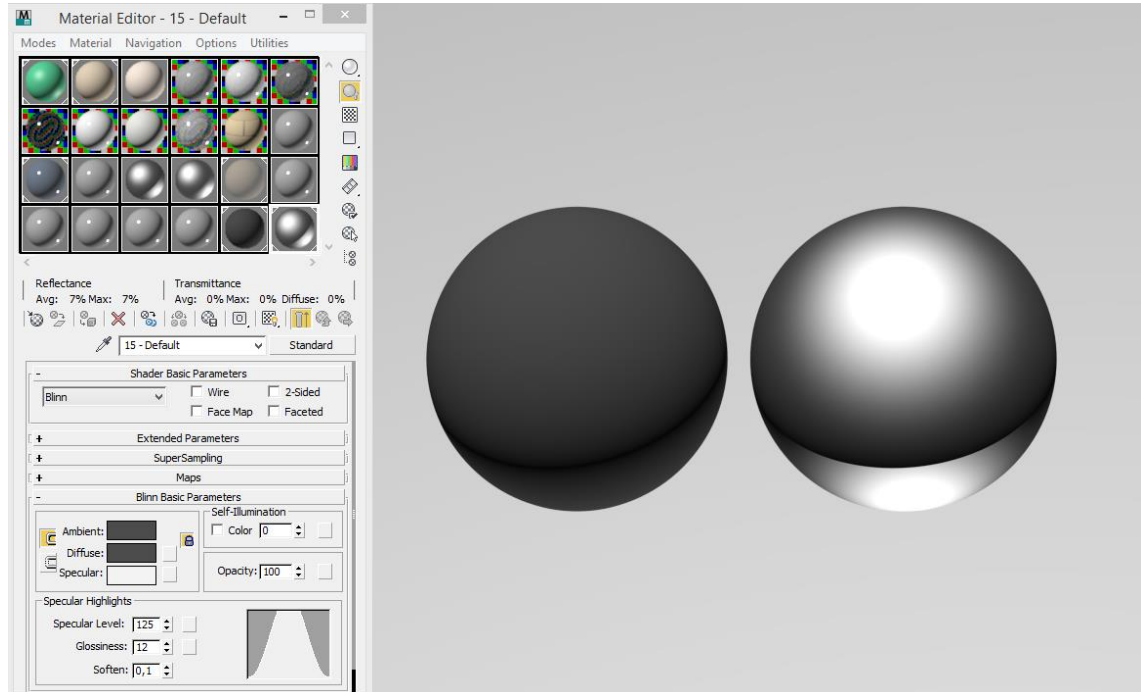 Material Editor - 15 - Default
Modes Material Navigation Options Utilities
Reflectance
Avg: 7% Max: 7%
Transmittance
Avg: 0% Max: 0% Diffuse: 0%
15 - Default Standard
- Shader Basic Parameters
Blinn
Wire 2-Sided
Face Map Faceted
+ Extended Parameters
+ SuperSampling
+ Maps
- Blinn Basic Parameters
Self-Illumination
Ambient:
Color 0
Diffuse:
Specular:
Opacity: 100
Specular Highlights
Specular Level: 125
Glossiness: 12
Soften: 0,1